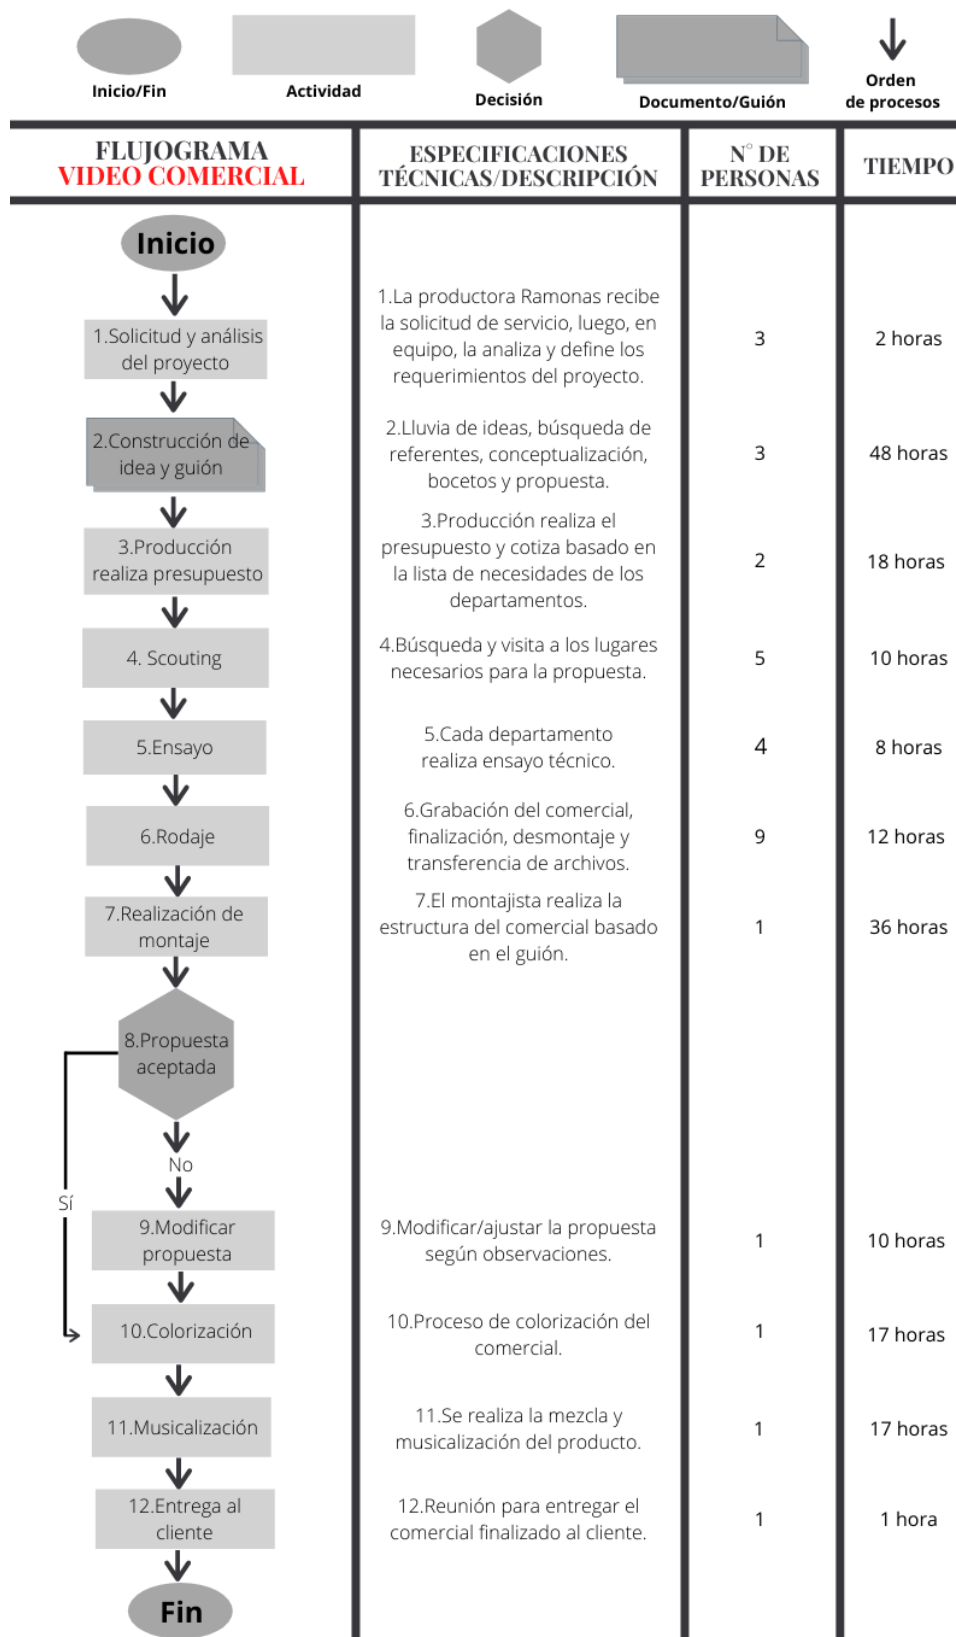 Inicio/Fin
Actividad
Decisión
Documento/Guión
Orden
de procesos
FLUJOGRAMA
VIDEO COMERCIAL
ESPECIFICACIONES
TÉCNICAS/DESCRIPCIÓN
N° DE
PERSONAS
TIEMPO
Inicio
1.Solicitud y análisis
del proyecto
1.La productora Ramonas recibe
la solicitud de servicio, luego, en
equipo, la analiza y define los
requerimientos del proyecto.
3
2 horas
2.Construcción de
idea y guión
2.Lluvia de ideas, búsqueda de
referentes, conceptualización,
bocetos y propuesta.
3
48 horas
3.Producción
realiza presupuesto
3.Producción realiza el
presupuesto y cotiza basado en
la lista de necesidades de los
departamentos.
2
18 horas
4. Scouting
4.Búsqueda y visita a los lugares
necesarios para la propuesta.
5
10 horas
5.Ensayo
5.Cada departamento
realiza ensayo técnico.
4
8 horas
6.Rodaje
6.Grabación del comercial,
finalización, desmontaje y
transferencia de archivos.
9
12 horas
7.Realización de
montaje
7.El montajista realiza la
estructura del comercial basado
en el guión.
1
36 horas
8.Propuesta
aceptada
No
Sí
9.Modificar
propuesta
9.Modificar/ajustar la propuesta
según observaciones.
1
10 horas
10.Colorización
10.Proceso de colorización del
comercial.
1
17 horas
11.Musicalización
11.Se realiza la mezcla y
musicalización del producto.
1
17 horas
12.Entrega al
cliente
12.Reunión para entregar el
comercial finalizado al cliente.
1
1 hora
Fin